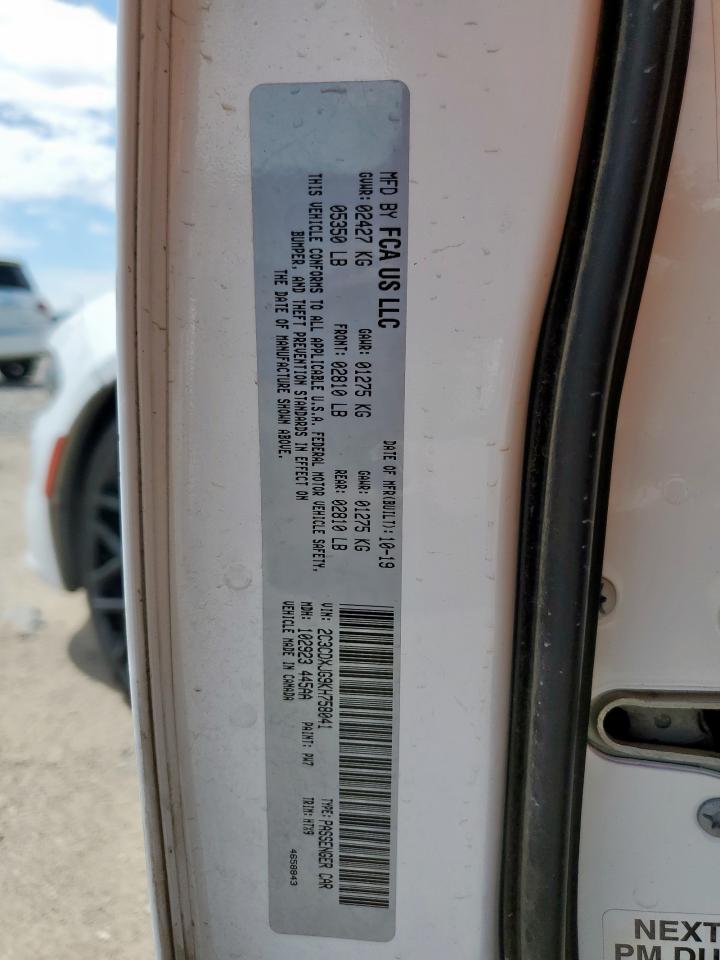 MFD BY FCA US LLC
DATE OF MFR(BUILT): 10-19
GVWR: 02427 KG GAWR: 01275 KG GAWR: 01275 KG
05350 LB FRONT: 02810 LB REAR: 02810 LB
THIS VEHICLE CONFORMS TO ALL APPLICABLE U.S.A. FEDERAL MOTOR VEHICLE SAFETY,
BUMPER, AND THEFT PREVENTION STANDARDS IN EFFECT ON
THE DATE OF MANUFACTURE SHOWN ABOVE.
VIN: 2C3CDXJG9KH758041 TYPE: PASSENGER CAR
MDH: 102923 445AA PAINT: PW7 TRIM: H7X9
VEHICLE MADE IN CANADA
4658843
NEXT
PM DU